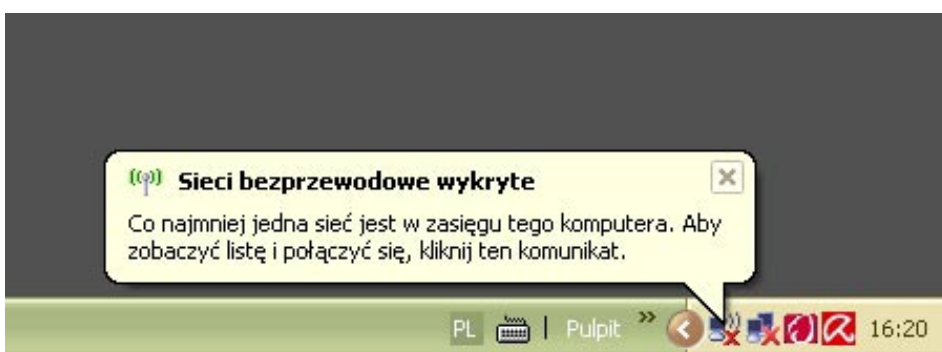 Sieci bezprzewodowe wykryte
Co najmniej jedna sieć jest w zasięgu tego komputera. Aby
zobaczyć listę i połączyć się, kliknij ten komunikat.
PL Pulpit » 16:20